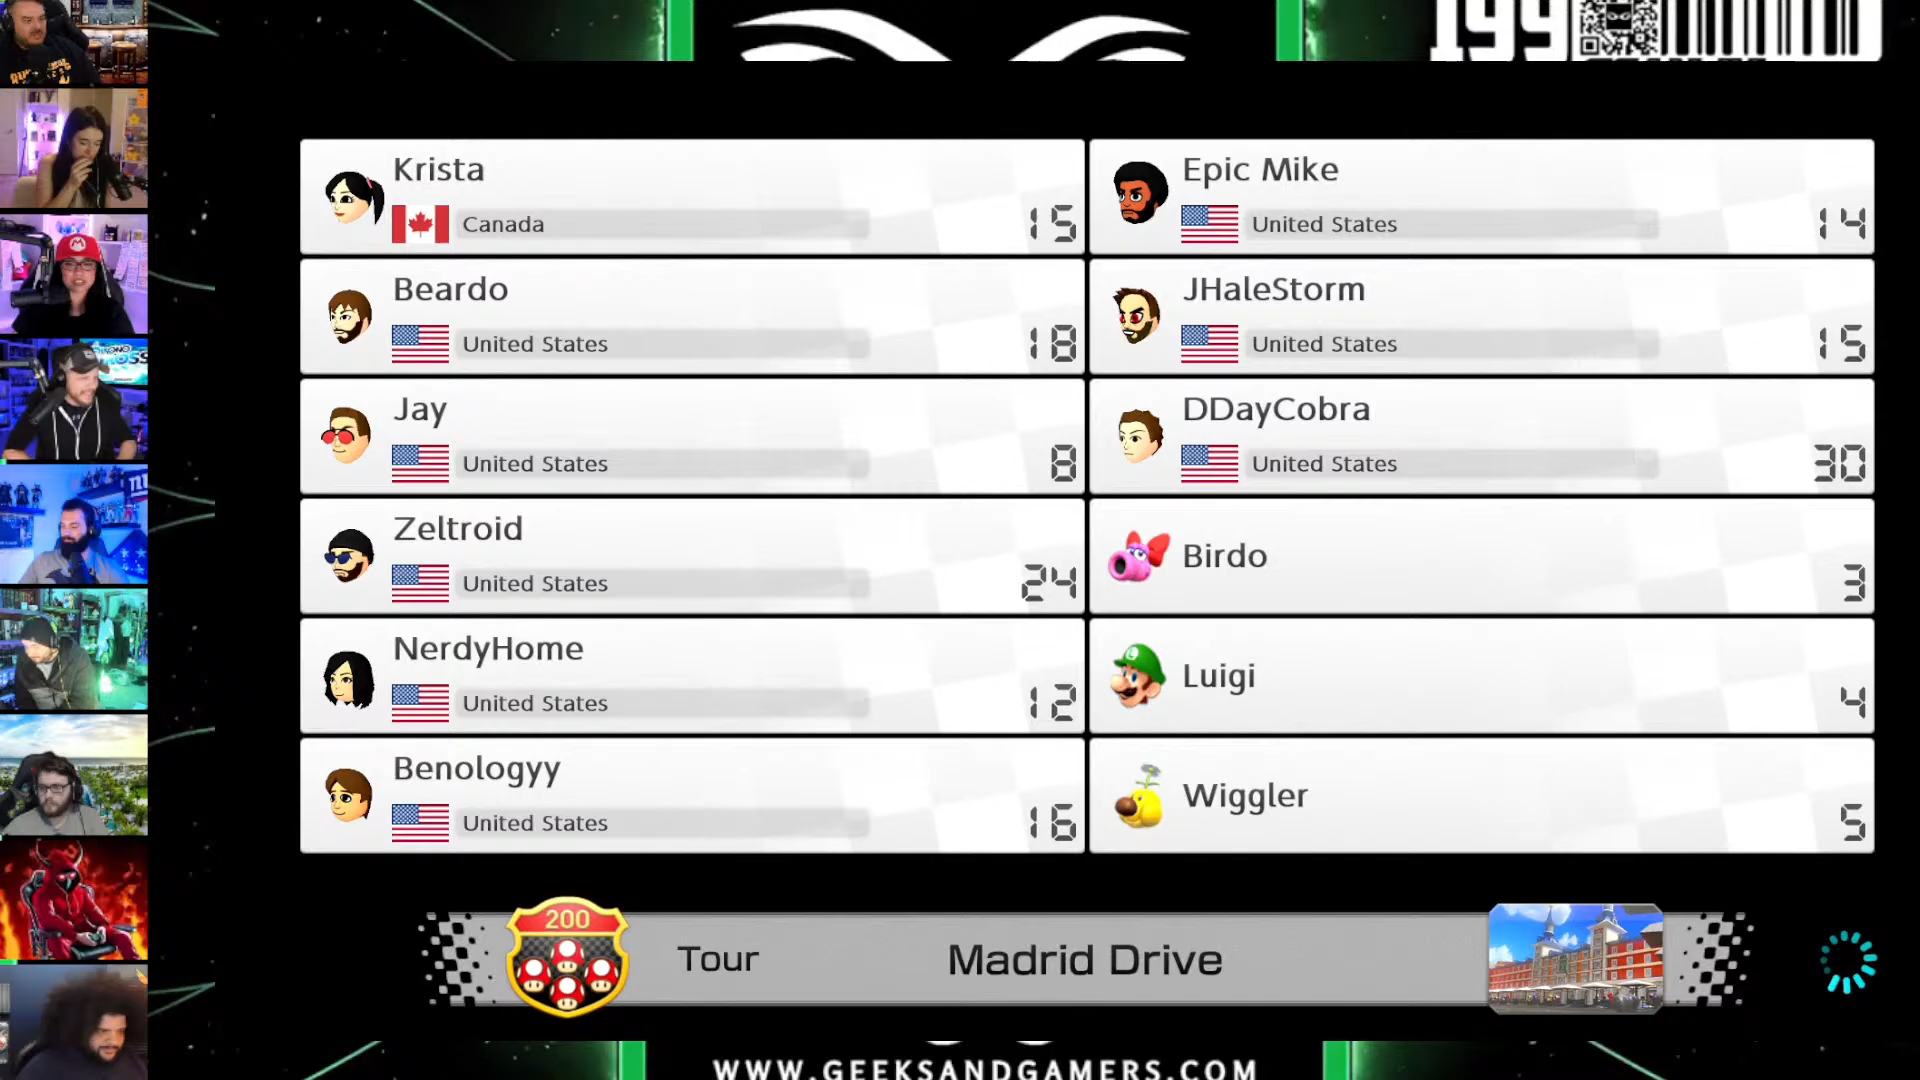 199
Krista
Canada
15
Epic Mike
United States
14
Beardo
United States
18
JHaleStorm
United States
15
Jay
United States
8
DDayCobra
United States
30
Zeltroid
United States
24
Birdo
3
NerdyHome
United States
12
Luigi
4
Benologyy
United States
16
Wiggler
5
200
Tour
Madrid Drive
WWW.GEEKSANDGAMERS.COM